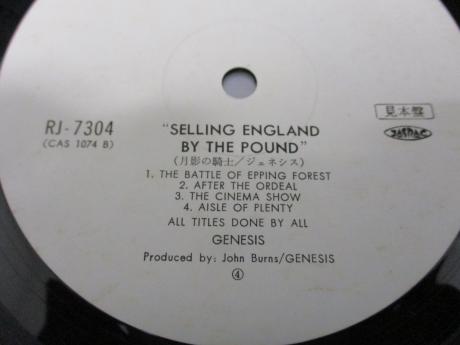 RJ-7304
(CAS 1074 B)
"SELLING ENGLAND
BY THE POUND"
(月影の騎士/ジェネシス)
見本盤
JASRAC
1. THE BATTLE OF EPPING FOREST
2. AFTER THE ORDEAL
3. THE CINEMA SHOW
4. AISLE OF PLENTY
ALL TITLES DONE BY ALL
GENESIS
Produced by: John Burns/GENESIS
④